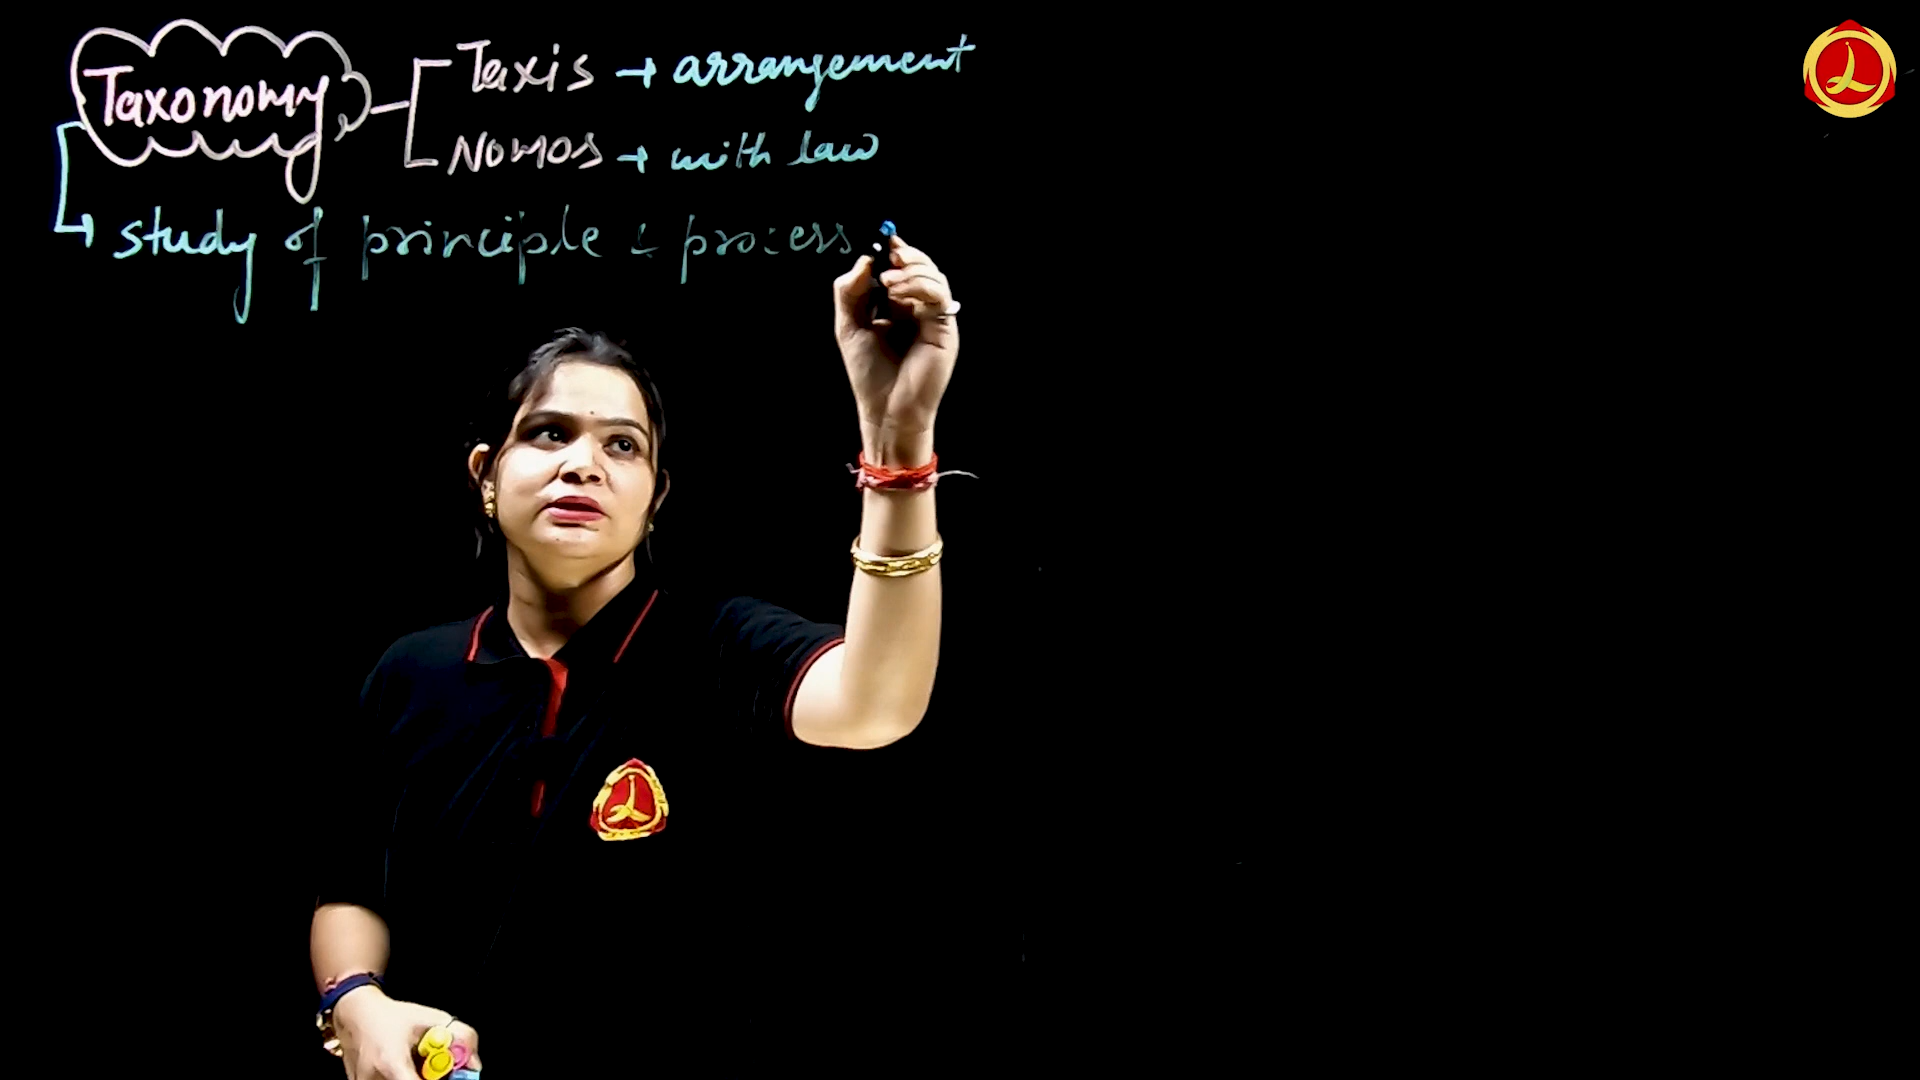 Taxonomy
Taxis → arrangement
Nomos → with law
study of principle & process